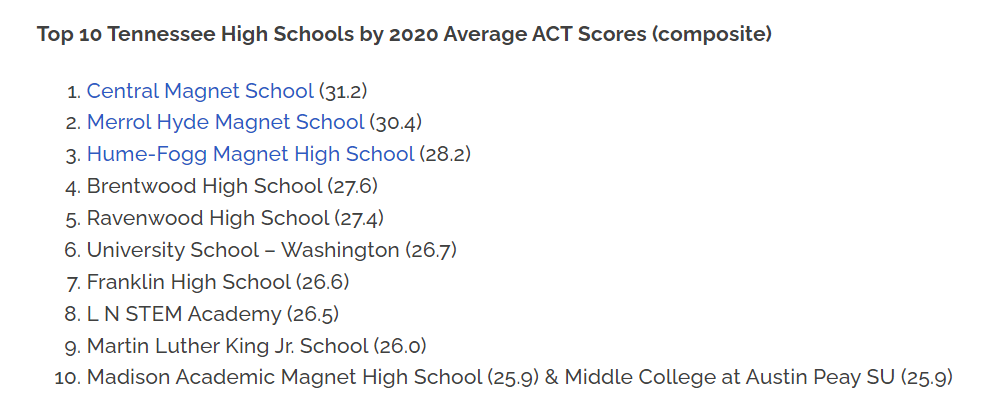 Top 10 Tennessee High Schools by 2020 Average ACT Scores (composite)
1. Central Magnet School (31.2)
2. Merrol Hyde Magnet School (30.4)
3. Hume-Fogg Magnet High School (28.2)
4. Brentwood High School (27.6)
5. Ravenwood High School (27.4)
6. University School – Washington (26.7)
7. Franklin High School (26.6)
8. L N STEM Academy (26.5)
9. Martin Luther King Jr. School (26.0)
10. Madison Academic Magnet High School (25.9) & Middle College at Austin Peay SU (25.9)